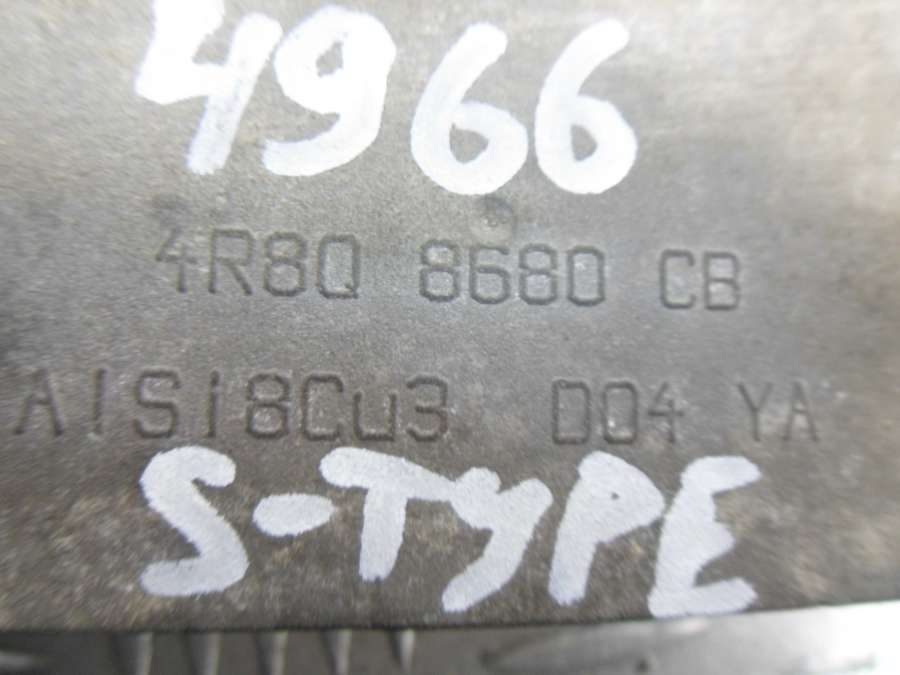 4966
4R8Q 8680 CB
AlSi8Cu3 D04 YA
S-TYPE